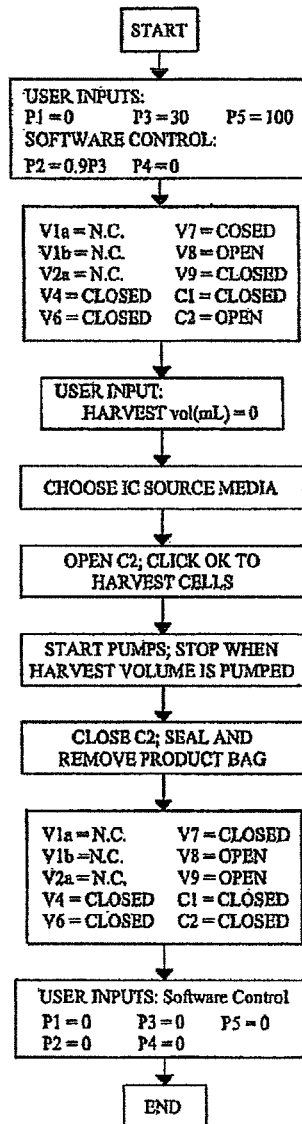 START
USER INPUTS:
P1=0 P3=30 P5=100
SOFTWARE CONTROL:
P2=0.9P3 P4=0
V1a=N.C. V7=COSED
V1b=N.C. V8=OPEN
V2a=N.C. V9=CLOSED
V4=CLOSED C1=CLOSED
V6=CLOSED C2=OPEN
USER INPUT:
HARVEST vol(mL)=0
CHOOSE IC SOURCE MEDIA
OPEN C2; CLICK OK TO
HARVEST CELLS
START PUMPS; STOP WHEN
HARVEST VOLUME IS PUMPED
CLOSE C2; SEAL AND
REMOVE PRODUCT BAG
V1a=N.C. V7=CLOSED
V1b=N.C. V8=OPEN
V2a=N.C. V9=OPEN
V4=CLOSED C1=CLOSED
V6=CLOSED C2=CLOSED
USER INPUTS: Software Control
P1=0 P3=0 P5=0
P2=0 P4=0
END